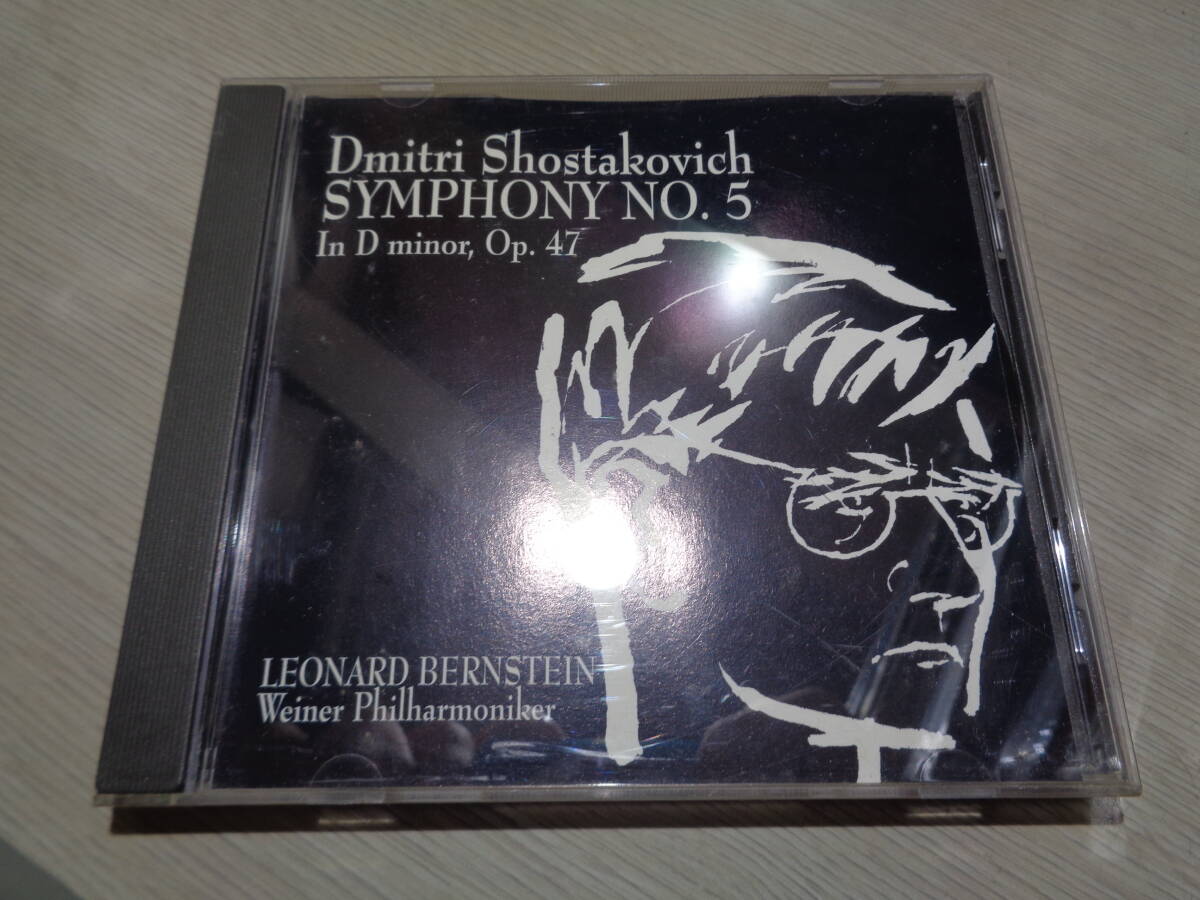 Dmitri Shostakovich
SYMPHONY NO. 5
In D minor, Op. 47
LEONARD BERNSTEIN
Weiner Philharmoniker